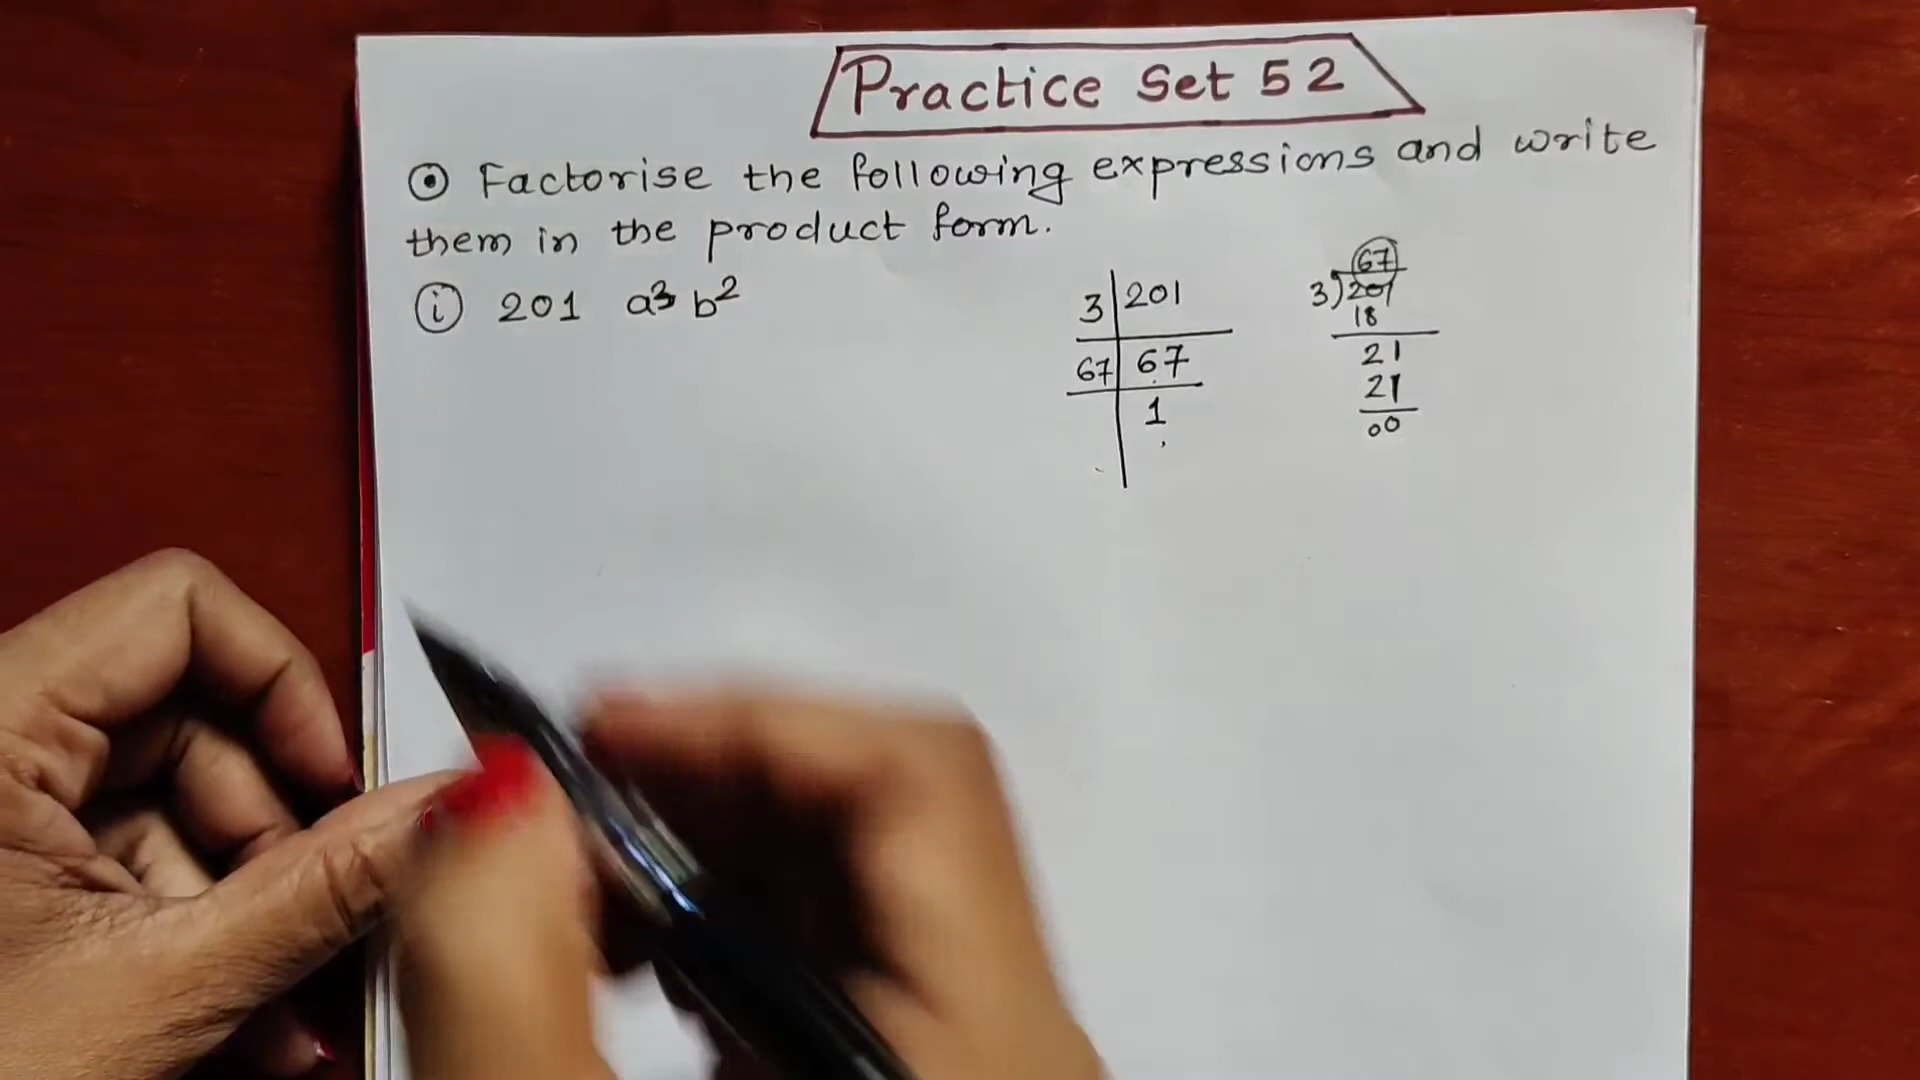 Practice Set 52
⊙ Factorise the following expressions and write
them in the product form.
(i) 201 a³ b²
3 | 201
67 | 67
1
67
3)201
18
21
21
00